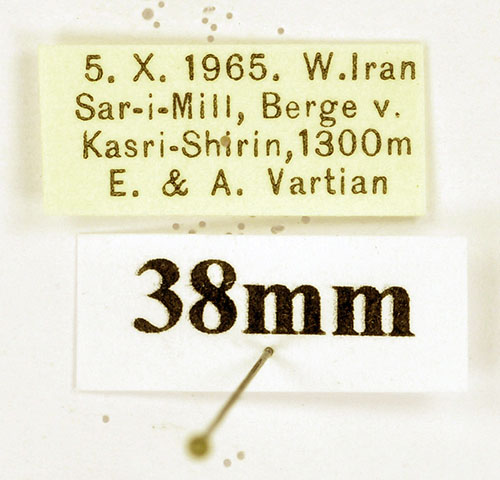 5. X. 1965. W.Iran
Sar-i-Mill, Berge v.
Kasri-Shirin, 1300m
E. & A. Vartian
38mm